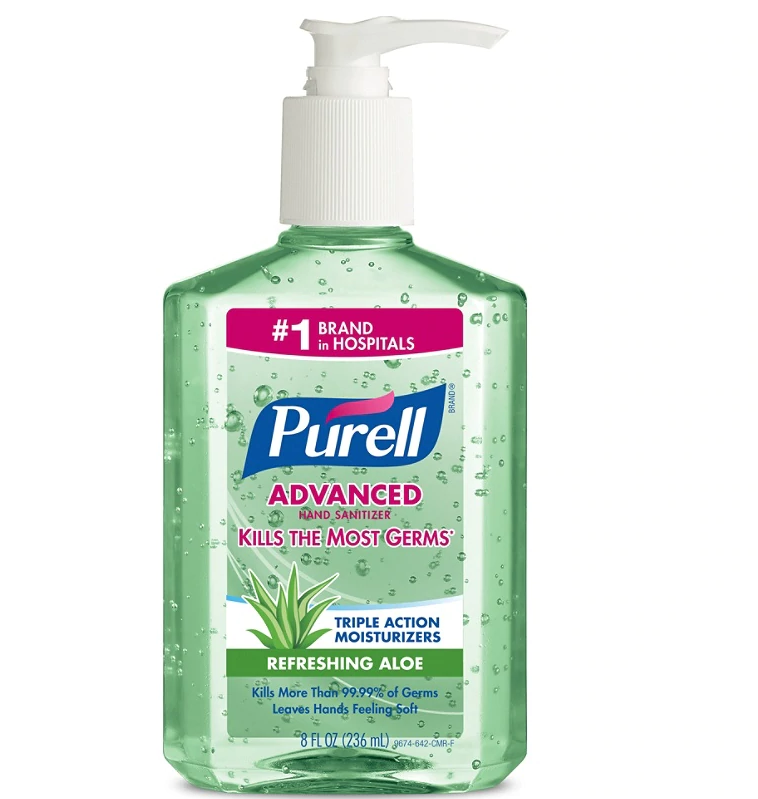 #1 BRAND
in HOSPITALS
BRAND®
Purell
ADVANCED
HAND SANITIZER
KILLS THE MOST GERMS*
TRIPLE ACTION
MOISTURIZERS
REFRESHING ALOE
Kills More Than 99.99% of Germs
Leaves Hands Feeling Soft
8 FL OZ (236 mL) 9674-642-CMR-F